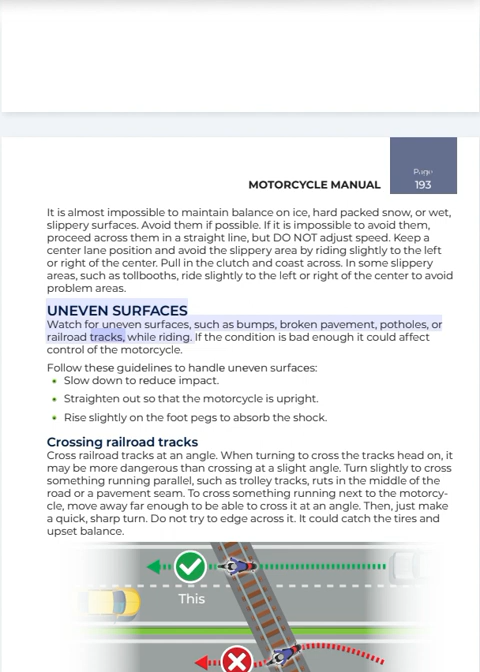 Page
MOTORCYCLE MANUAL 193
It is almost impossible to maintain balance on ice, hard packed snow, or wet,
slippery surfaces. Avoid them if possible. If it is impossible to avoid them,
proceed across them in a straight line, but DO NOT adjust speed. Keep a
center lane position and avoid the slippery area by riding slightly to the left
or right of the center. Pull in the clutch and coast across. In some slippery
areas, such as tollbooths, ride slightly to the left or right of the center to avoid
problem areas.
UNEVEN SURFACES
Watch for uneven surfaces, such as bumps, broken pavement, potholes, or
railroad tracks, while riding. If the condition is bad enough it could affect
control of the motorcycle.
Follow these guidelines to handle uneven surfaces:
• Slow down to reduce impact.
• Straighten out so that the motorcycle is upright.
• Rise slightly on the foot pegs to absorb the shock.
Crossing railroad tracks
Cross railroad tracks at an angle. When turning to cross the tracks head on, it
may be more dangerous than crossing at a slight angle. Turn slightly to cross
something running parallel, such as trolley tracks, ruts in the middle of the
road or a pavement seam. To cross something running next to the motorcy-
cle, move away far enough to be able to cross it at an angle. Then, just make
a quick, sharp turn. Do not try to edge across it. It could catch the tires and
upset balance.
This